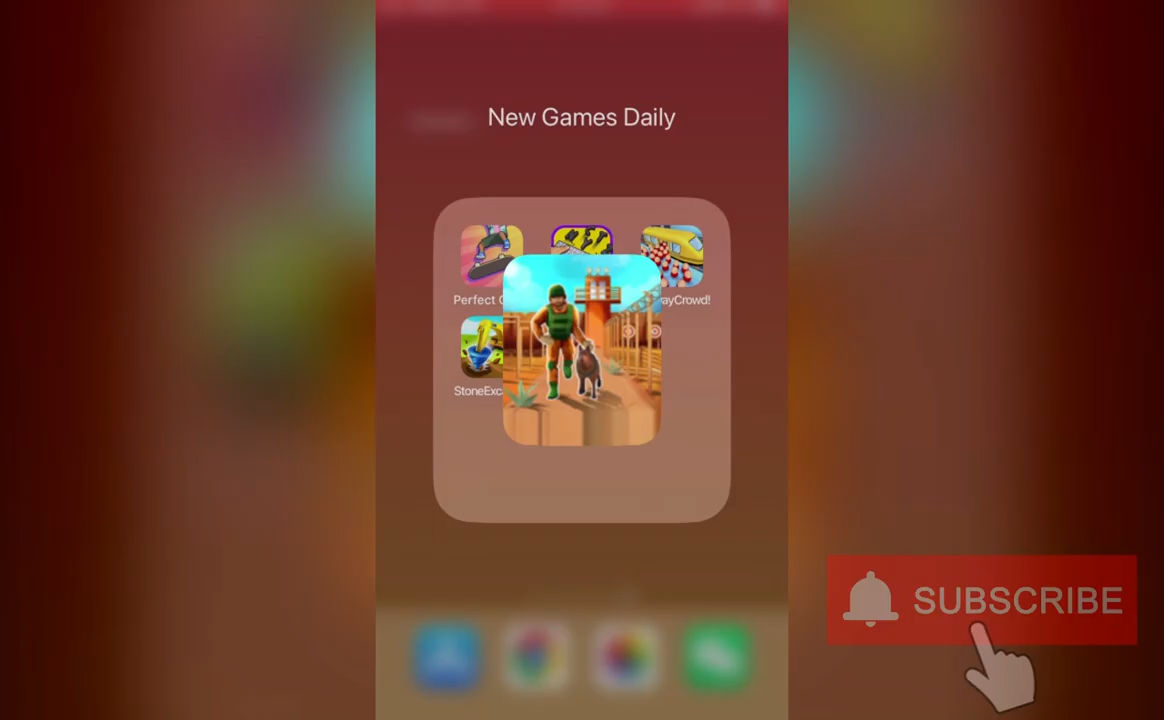 New Games Daily
Perfect
ayCrowd!
StoneExc
SUBSCRIBE